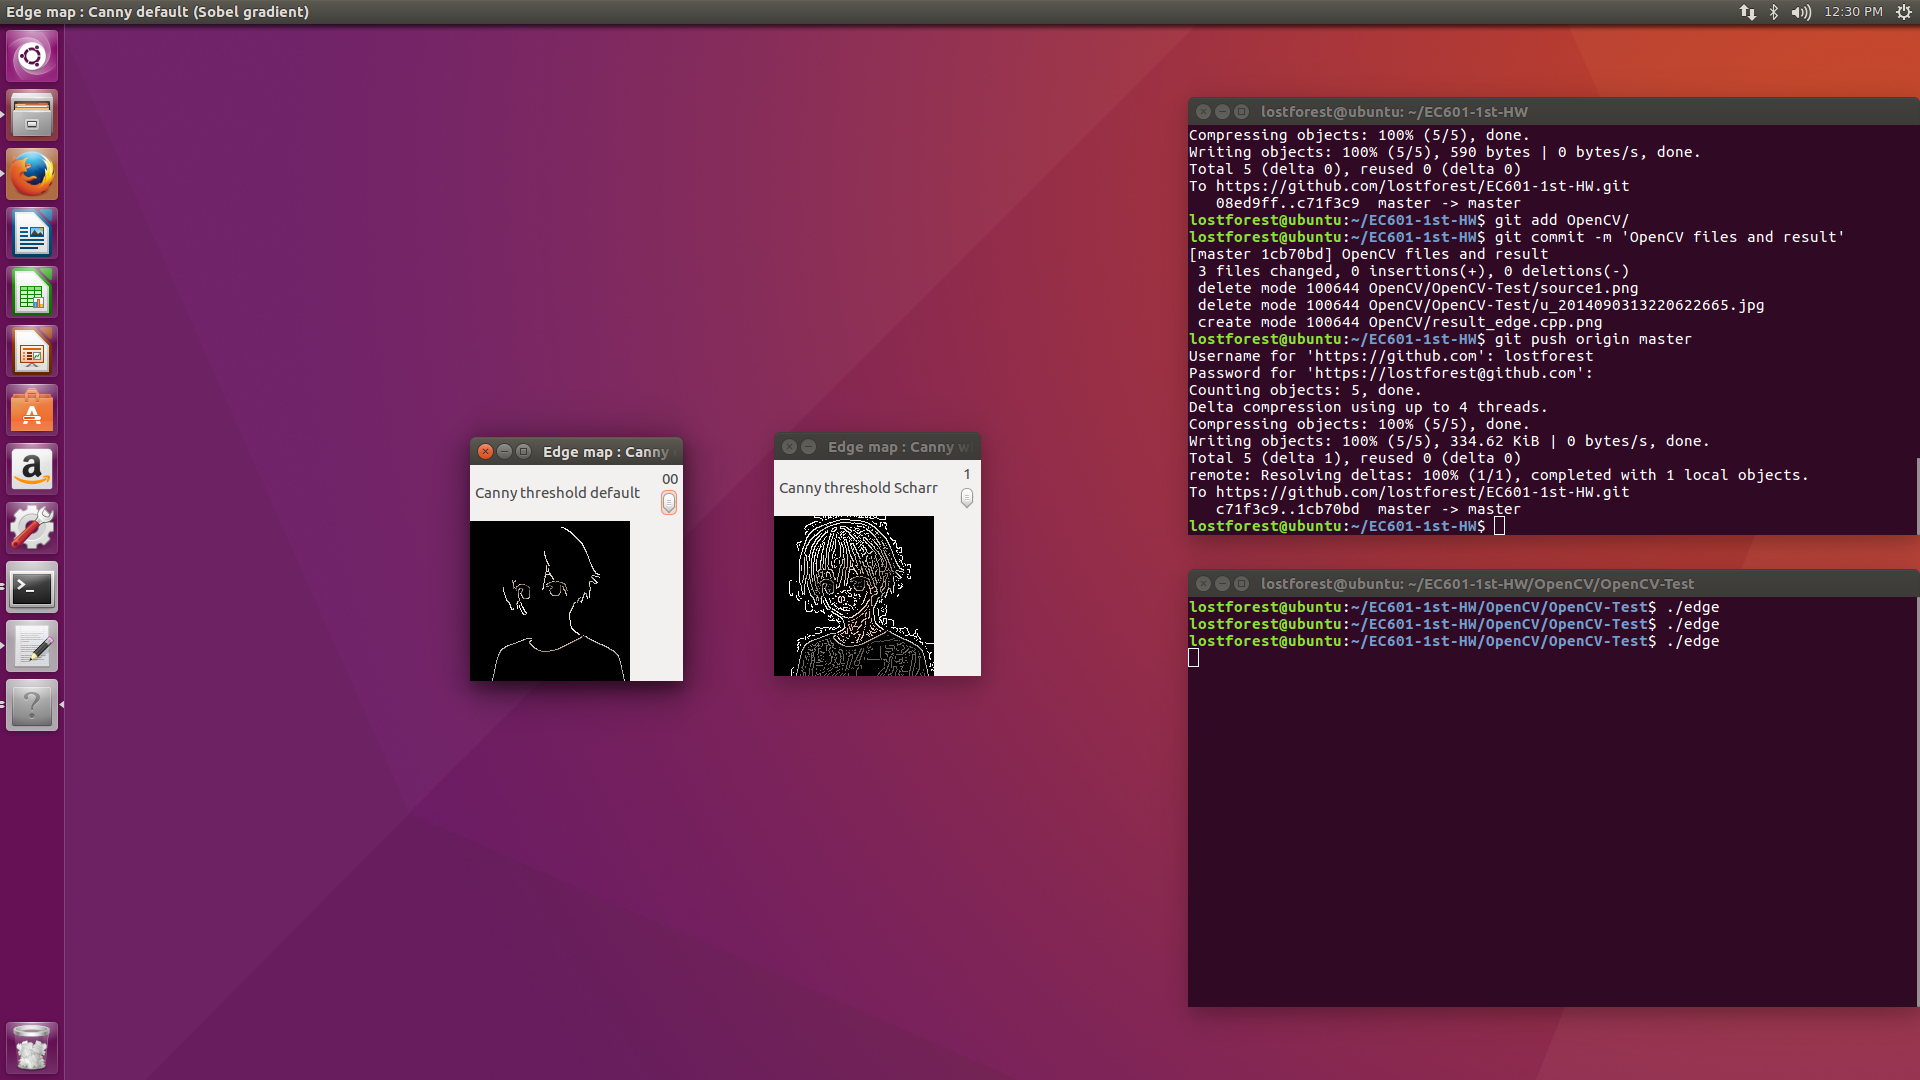 Edge map : Canny default (Sobel gradient)
12:30 PM
lostforest@ubuntu: ~/EC601-1st-HW
Compressing objects: 100% (5/5), done.
Writing objects: 100% (5/5), 590 bytes | 0 bytes/s, done.
Total 5 (delta 0), reused 0 (delta 0)
To https://github.com/lostforest/EC601-1st-HW.git
08ed9ff..c71f3c9  master -> master
lostforest@ubuntu:~/EC601-1st-HW$ git add OpenCV/
lostforest@ubuntu:~/EC601-1st-HW$ git commit -m 'OpenCV files and result'
[master 1cb70bd] OpenCV files and result
3 files changed, 0 insertions(+), 0 deletions(-)
delete mode 100644 OpenCV/OpenCV-Test/source1.png
delete mode 100644 OpenCV/OpenCV-Test/u_2014090313220622665.jpg
create mode 100644 OpenCV/result_edge.cpp.png
lostforest@ubuntu:~/EC601-1st-HW$ git push origin master
Username for 'https://github.com': lostforest
Password for 'https://lostforest@github.com':
Counting objects: 5, done.
Delta compression using up to 4 threads.
Compressing objects: 100% (5/5), done.
Writing objects: 100% (5/5), 334.62 KiB | 0 bytes/s, done.
Total 5 (delta 1), reused 0 (delta 0)
remote: Resolving deltas: 100% (1/1), completed with 1 local objects.
To https://github.com/lostforest/EC601-1st-HW.git
c71f3c9..1cb70bd  master -> master
lostforest@ubuntu:~/EC601-1st-HW$
Edge map : Canny
00
Canny threshold default
Edge map : Canny w
1
Canny threshold Scharr
lostforest@ubuntu: ~/EC601-1st-HW/OpenCV/OpenCV-Test
lostforest@ubuntu:~/EC601-1st-HW/OpenCV/OpenCV-Test$ ./edge
lostforest@ubuntu:~/EC601-1st-HW/OpenCV/OpenCV-Test$ ./edge
lostforest@ubuntu:~/EC601-1st-HW/OpenCV/OpenCV-Test$ ./edge